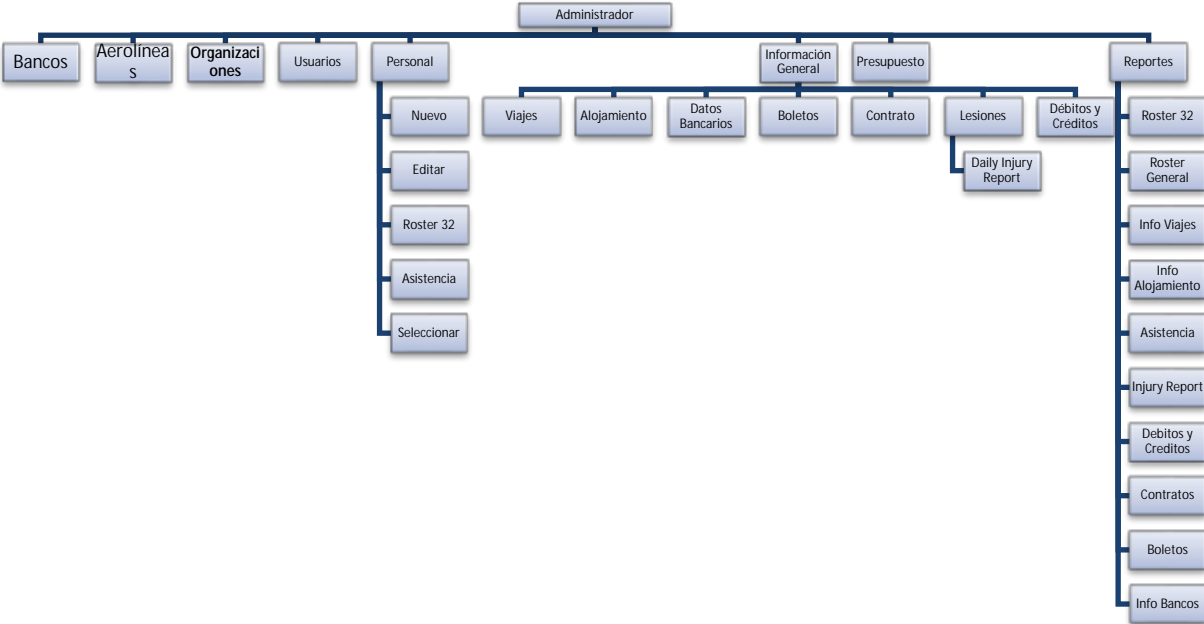 Administrador
Bancos
Aerolínea
s
Organizaci
ones
Usuarios
Personal
Información
General
Presupuesto
Reportes
Nuevo
Editar
Roster 32
Asistencia
Seleccionar
Viajes
Alojamiento
Datos
Bancarios
Boletos
Contrato
Lesiones
Débitos y
Créditos
Daily Injury
Report
Roster 32
Roster
General
Info Viajes
Info
Alojamiento
Asistencia
Injury Report
Debitos y
Creditos
Contratos
Boletos
Info Bancos